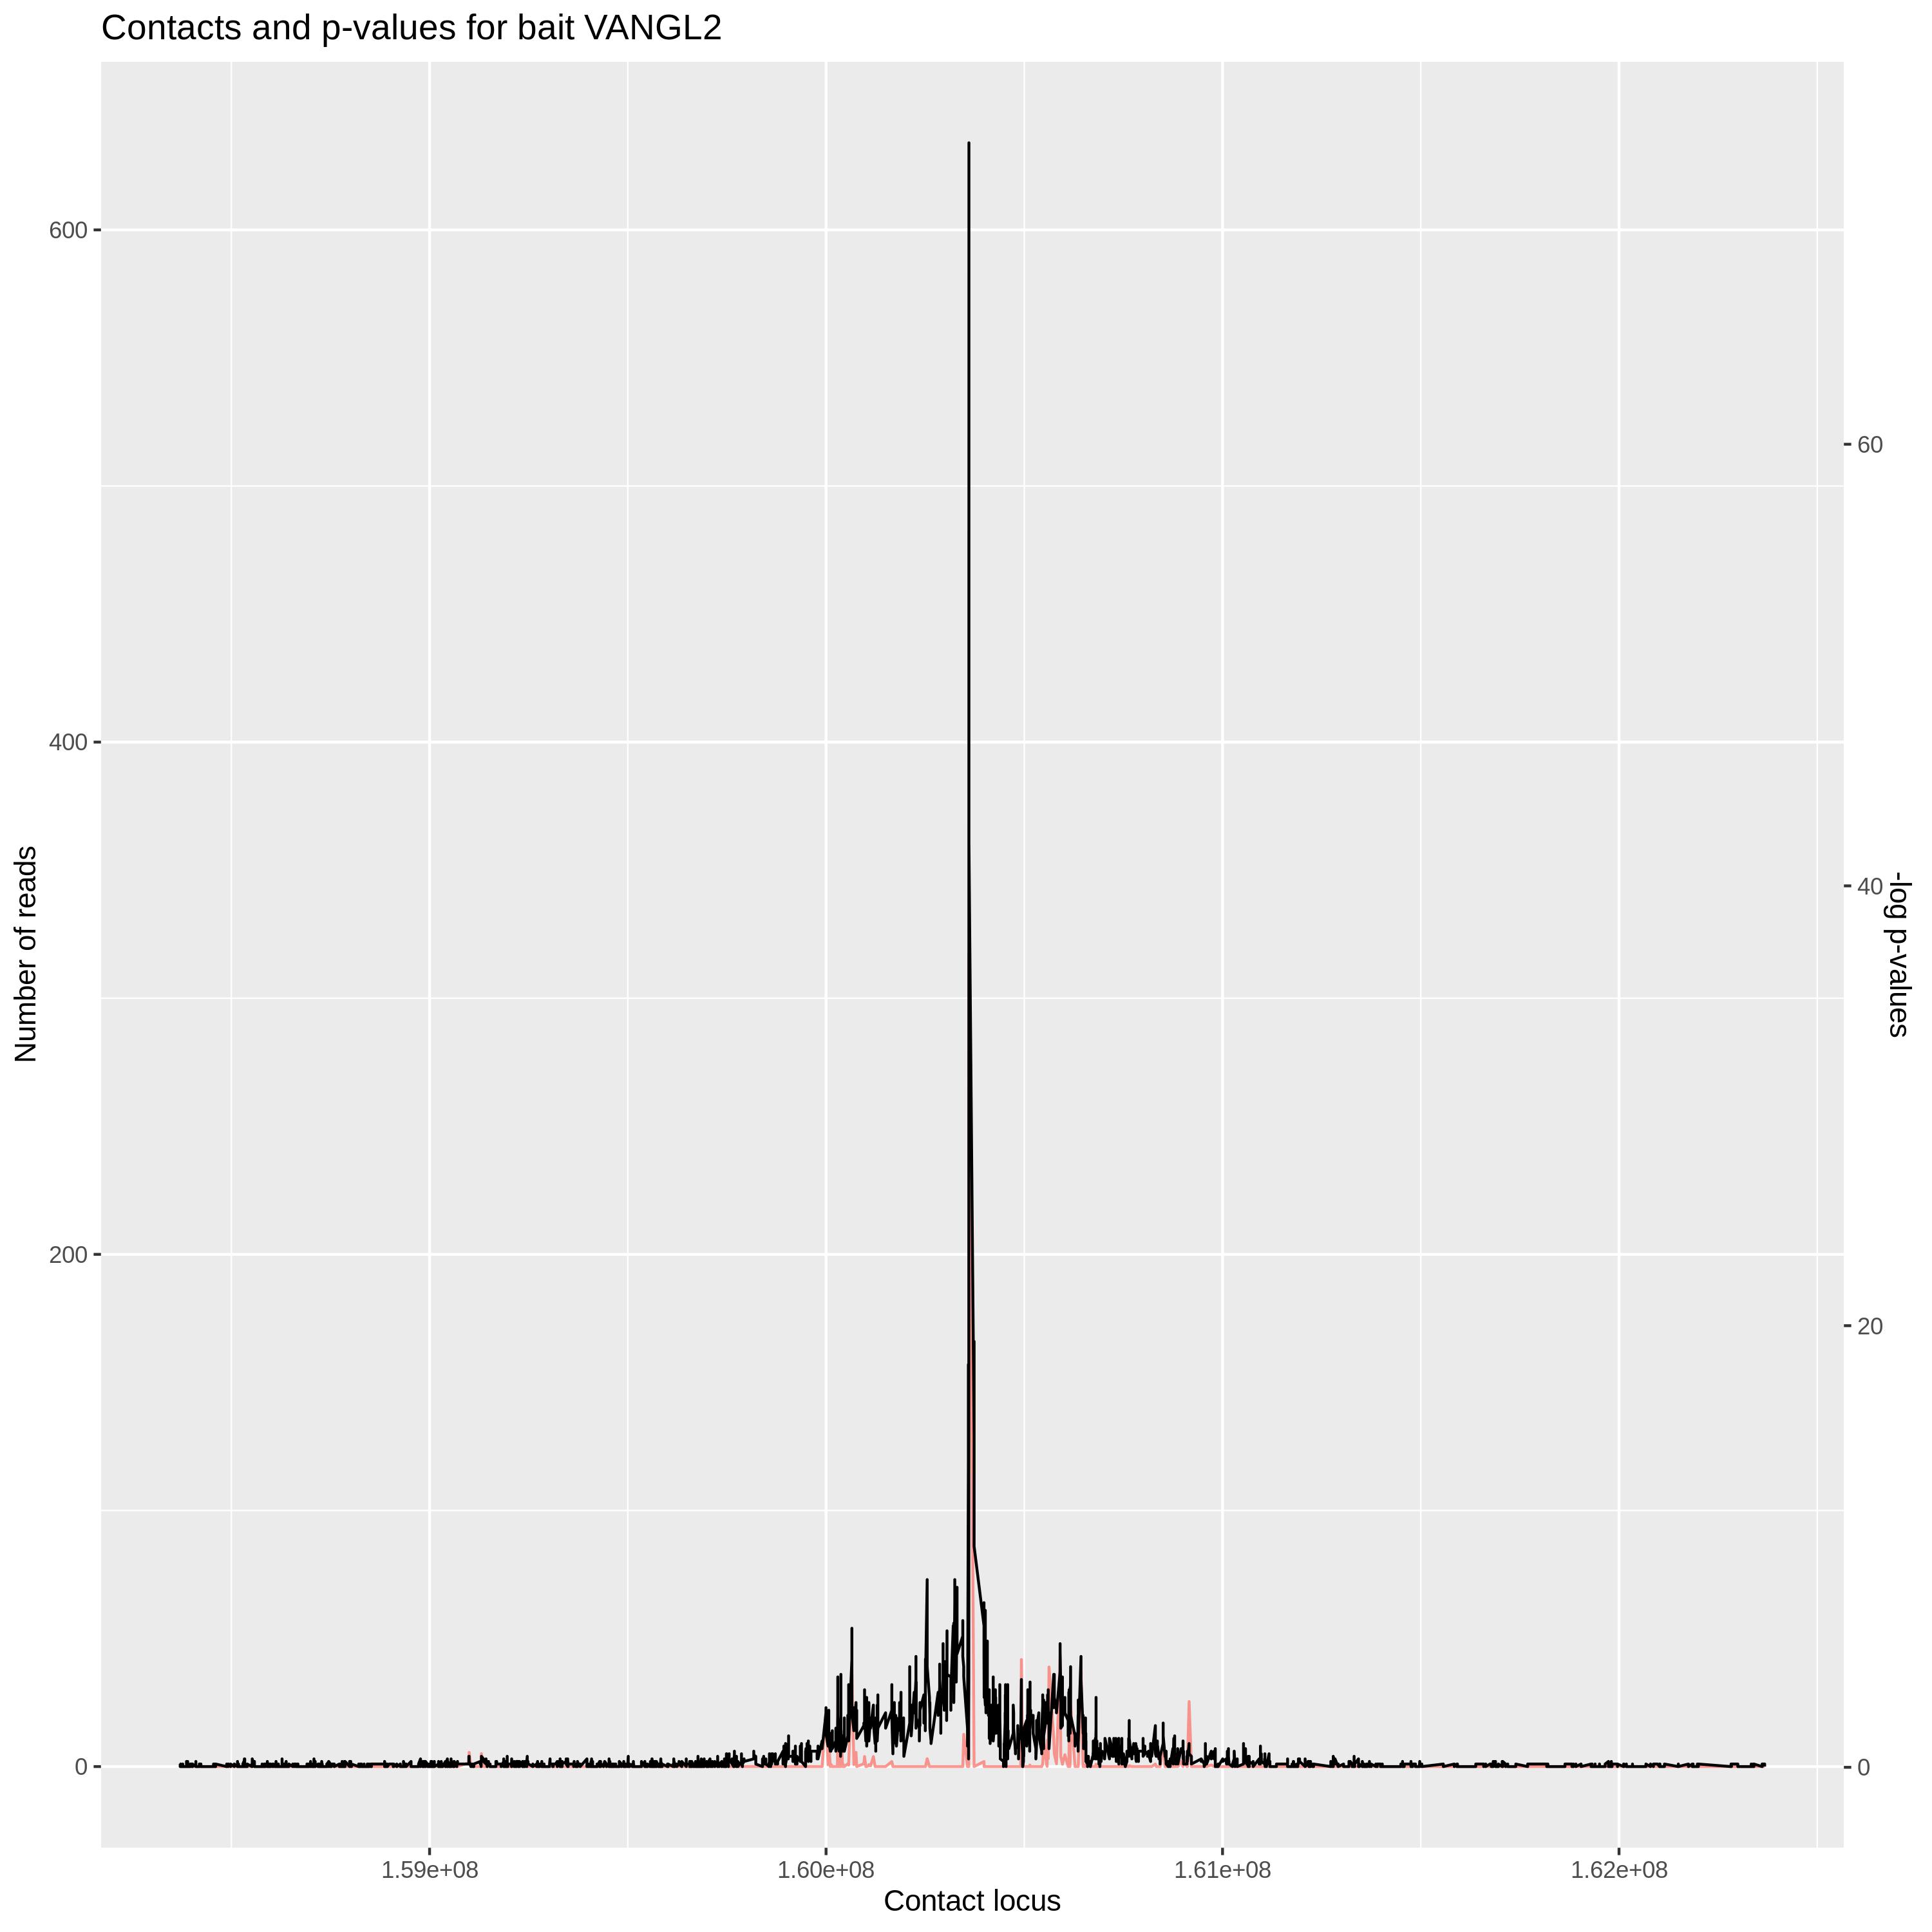 Contacts and p-values for bait VANGL2
600
400
200
0
Number of reads
60
40
20
0
-log p-values
1.59e+08
1.60e+08
1.61e+08
1.62e+08
Contact locus